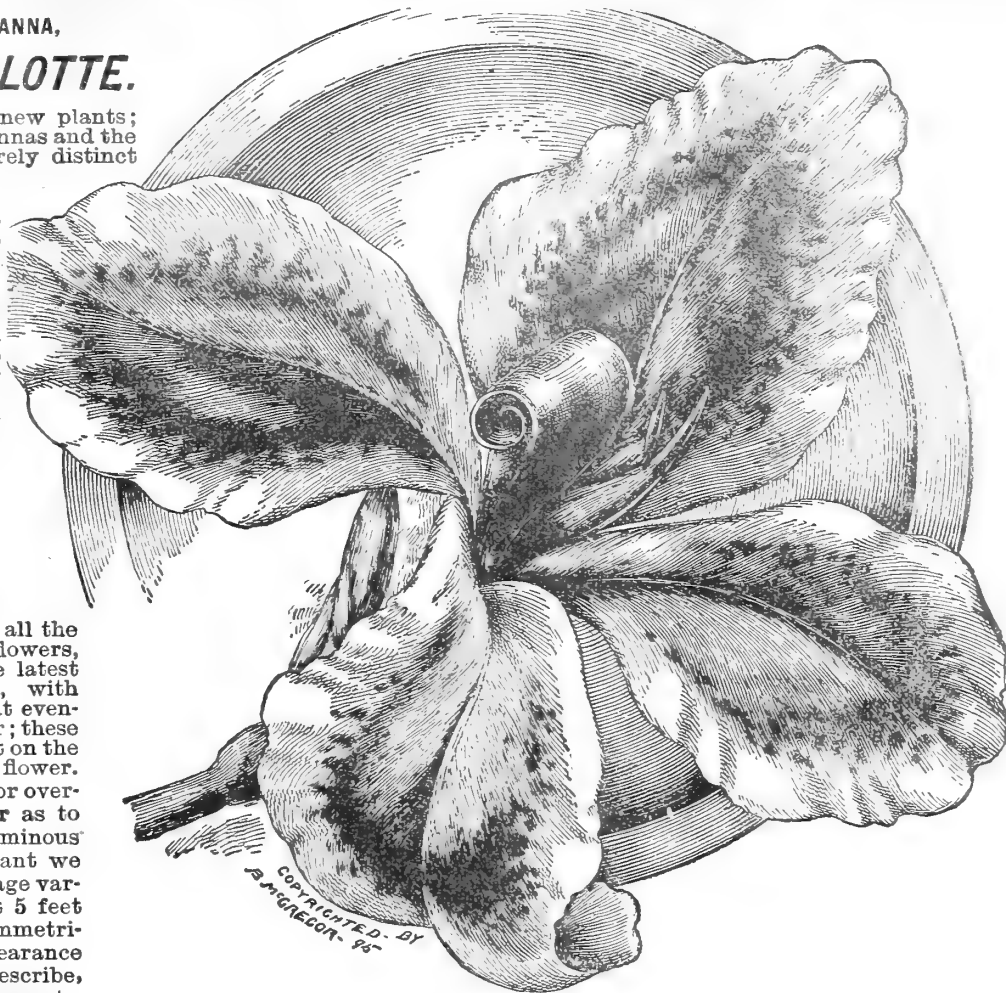 ANNA,
LOTTE.
new plants;
nnas and the
rely distinct
all the
lowers,
e latest
, with
t even-
r; these
t on the
flower.
or over-
r as to
minous
ant we
age var-
s 5 feet
mmetri-
earance
escribe,
COPYRIGHTED. BY
A. MCGREGOR- 95